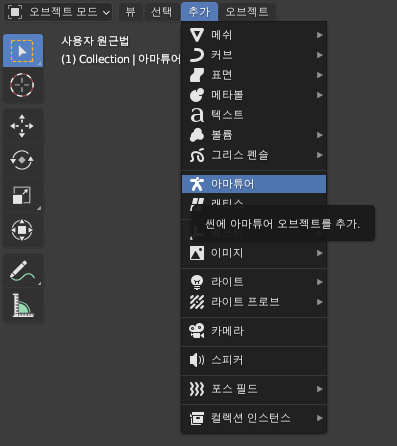 오브젝트 모드 뷰 선택 추가 오브젝트
사용자 원근법
(1) Collection | 아마튜어
메쉬
커브
표면
메타볼
텍스트
볼륨
그리스 펜슬
아마튜어
래티스
씬에 아마튜어 오브젝트를 추가.
이미지
라이트
라이트 프로브
카메라
스피커
포스 필드
컬렉션 인스턴스